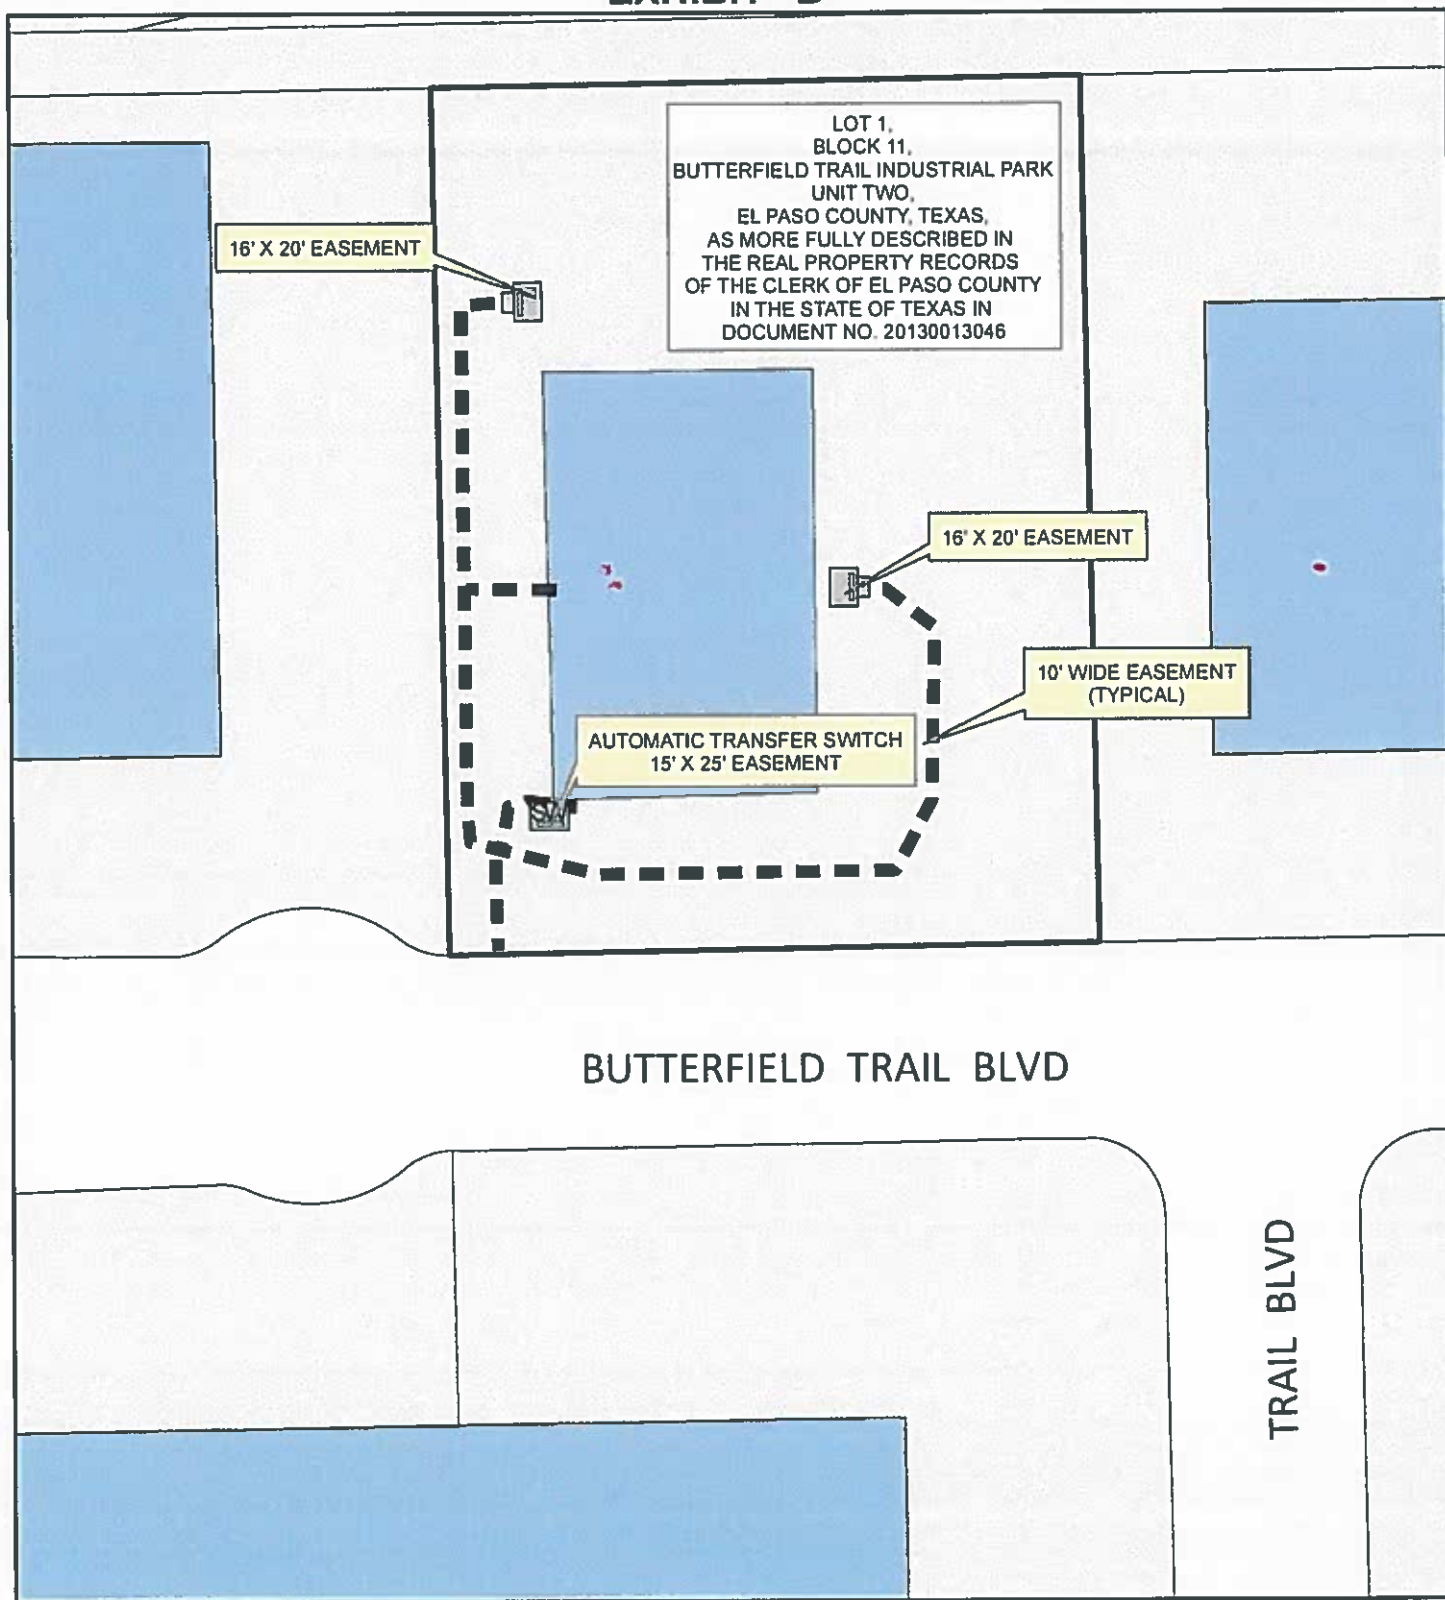 LOT 1,
BLOCK 11,
BUTTERFIELD TRAIL INDUSTRIAL PARK
UNIT TWO,
EL PASO COUNTY, TEXAS,
AS MORE FULLY DESCRIBED IN
THE REAL PROPERTY RECORDS
OF THE CLERK OF EL PASO COUNTY
IN THE STATE OF TEXAS IN
DOCUMENT NO. 20130013046
16' X 20' EASEMENT
16' X 20' EASEMENT
10' WIDE EASEMENT
(TYPICAL)
AUTOMATIC TRANSFER SWITCH
15' X 25' EASEMENT
SW
BUTTERFIELD TRAIL BLVD
TRAIL BLVD